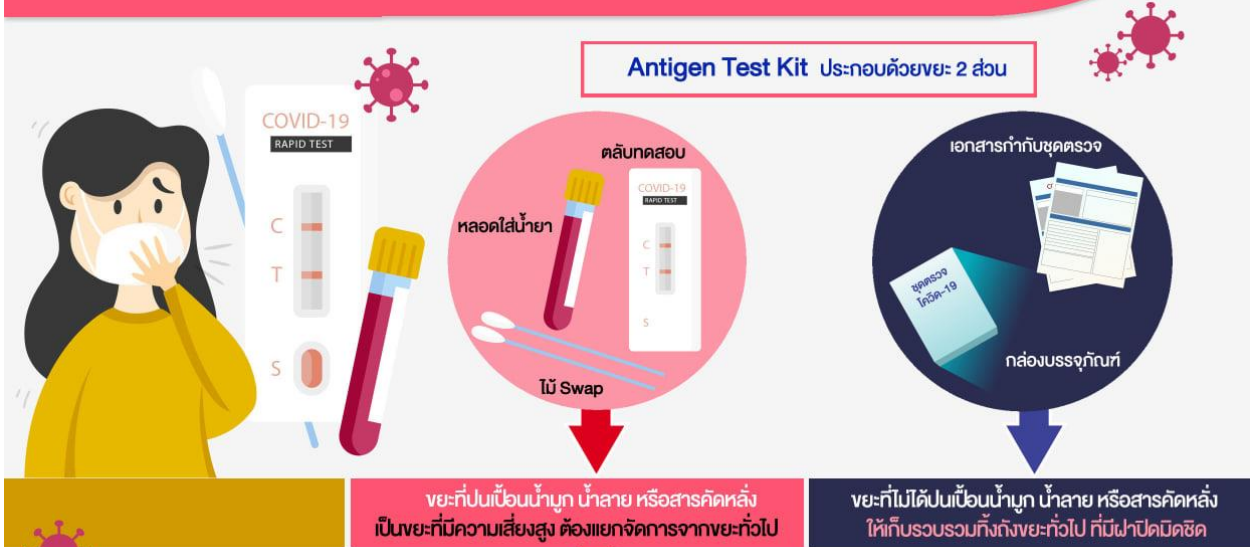 Antigen Test Kit ประกอบด้วยขยะ 2 ส่วน
COVID-19
RAPID TEST
C
T
S
ตลับทดสอบ
COVID-19
RAPID TEST
หลอดใส่น้ำยา
C
T
S
ไม้ Swap
เอกสารกำกับชุดตรวจ
ชุดตรวจ
โควิด-19
กล่องบรรจุภัณฑ์
ขยะที่ปนเปื้อนน้ำมูก น้ำลาย หรือสารคัดหลั่ง
เป็นขยะที่มีความเสี่ยงสูง ต้องแยกจัดการจากขยะทั่วไป
ขยะที่ไม่ได้ปนเปื้อนน้ำมูก น้ำลาย หรือสารคัดหลั่ง
ให้เก็บรวบรวมทิ้งถังขยะทั่วไป ที่มีฝาปิดมิดชิด